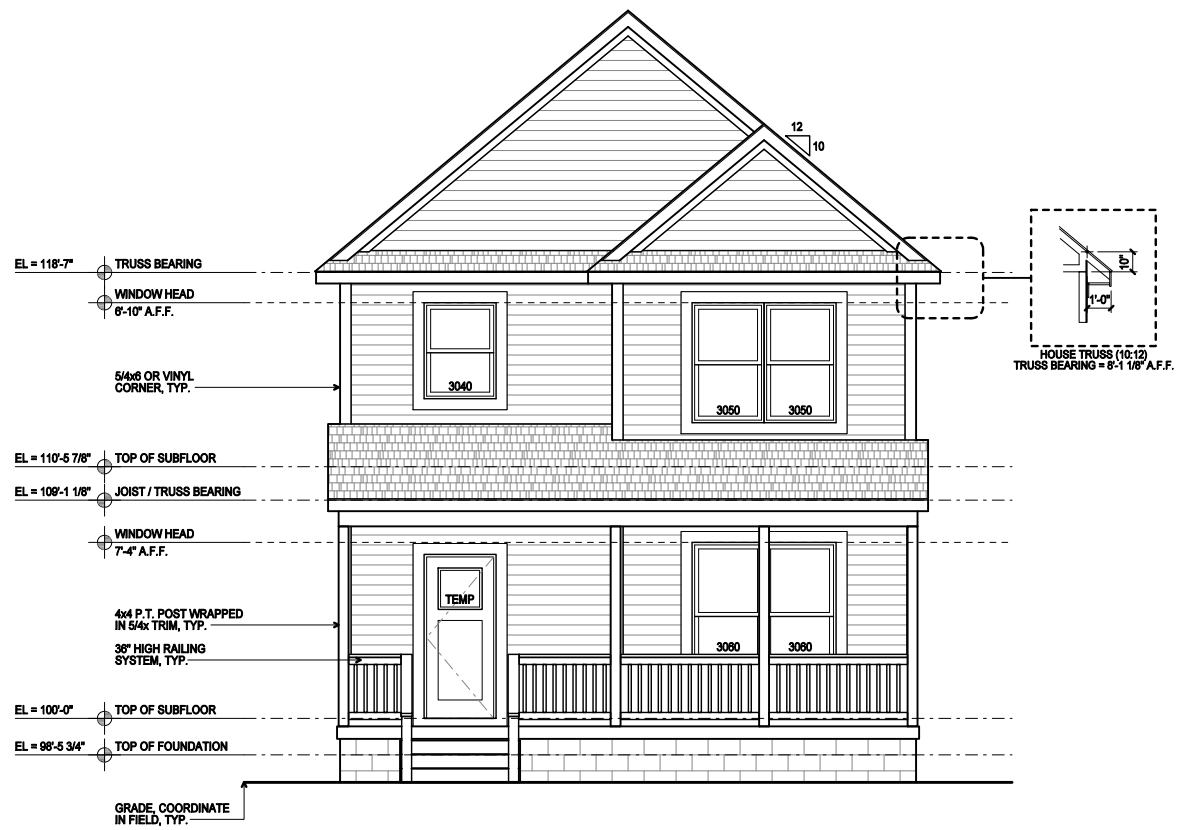 12
10
EL = 118'-7"
TRUSS BEARING
WINDOW HEAD
6'-10" A.F.F.
10"
1'-0"
HOUSE TRUSS (10:12)
TRUSS BEARING = 8'-1 1/8" A.F.F.
5/4x6 OR VINYL
CORNER, TYP.
3040
3050
3050
EL = 110'-5 7/8"
TOP OF SUBFLOOR
EL = 109'-1 1/8"
JOIST / TRUSS BEARING
WINDOW HEAD
7'-4" A.F.F.
TEMP
4x4 P.T. POST WRAPPED
IN 5/4x TRIM, TYP.
36" HIGH RAILING
SYSTEM, TYP.
3060
3060
EL = 100'-0"
TOP OF SUBFLOOR
EL = 98'-5 3/4"
TOP OF FOUNDATION
GRADE, COORDINATE
IN FIELD, TYP.